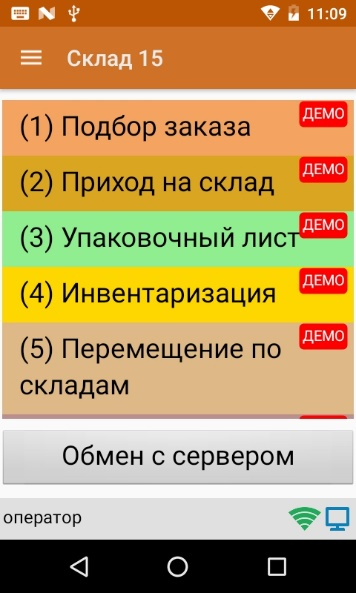 11:09
Склад 15
ДЕМО
(1) Подбор заказа
ДЕМО
(2) Приход на склад
ДЕМО
(3) Упаковочный лист
ДЕМО
(4) Инвентаризация
ДЕМО
(5) Перемещение по
складам
Обмен с сервером
оператор